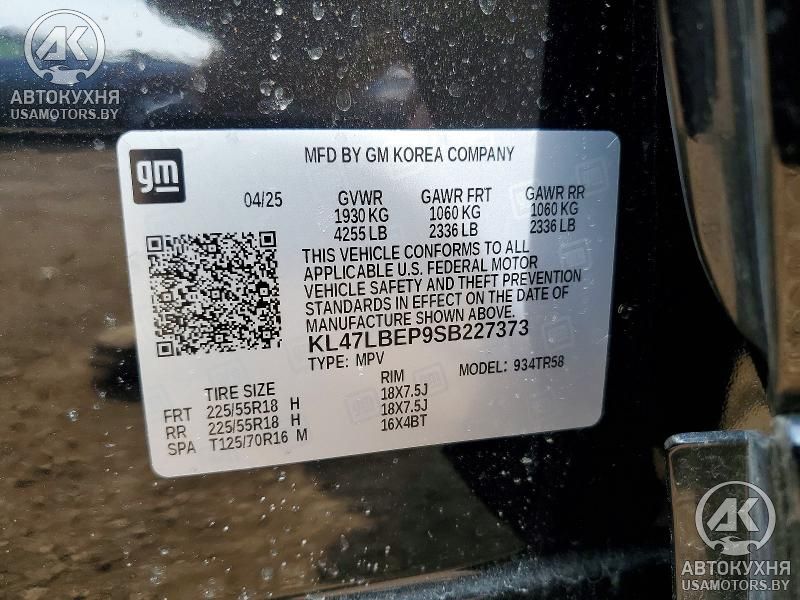 AK
АВТОКУХНЯ
USAMOTORS.BY
gm
MFD BY GM KOREA COMPANY
04/25 GVWR GAWR FRT GAWR RR
1930 KG 1060 KG 1060 KG
4255 LB 2336 LB 2336 LB
THIS VEHICLE CONFORMS TO ALL
APPLICABLE U.S. FEDERAL MOTOR
VEHICLE SAFETY AND THEFT PREVENTION
STANDARDS IN EFFECT ON THE DATE OF
MANUFACTURE SHOWN ABOVE.
KL47LBEP9SB227373
TYPE: MPV MODEL: 934TR58
TIRE SIZE RIM
FRT 225/55R18 H 18X7.5J
RR 225/55R18 H 18X7.5J
SPA T125/70R16 M 16X4BT
AK
АВТОКУХНЯ
USAMOTORS.BY